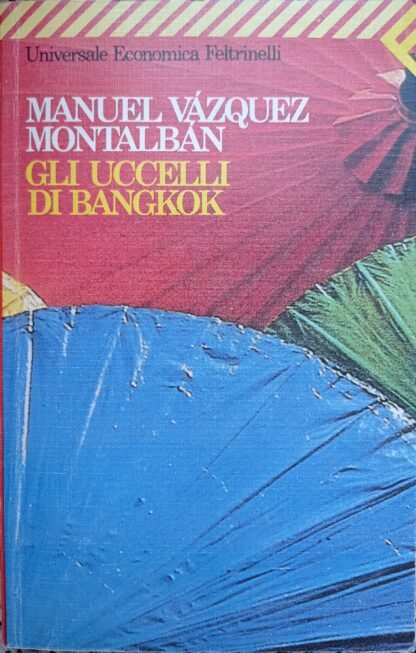 Universale Economica Feltrinelli
MANUEL VÁZQUEZ
MONTALBÁN
GLI UCCELLI
DI BANGKOK